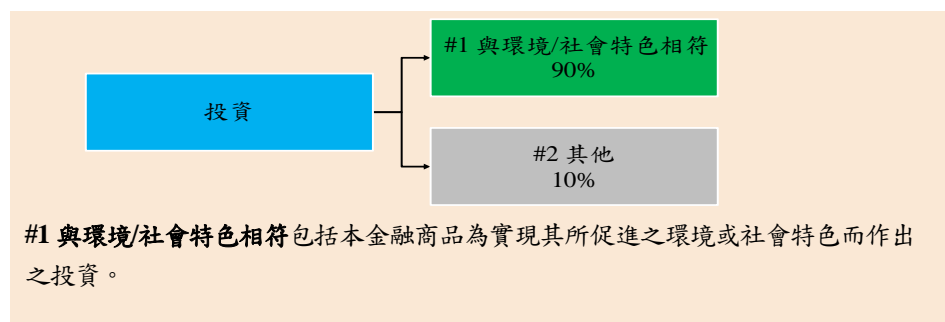 #1 與環境/社會特色相符
90%
投資
#2 其他
10%
#1 與環境/社會特色相符包括本金融商品為實現其所促進之環境或社會特色而作出
之投資。